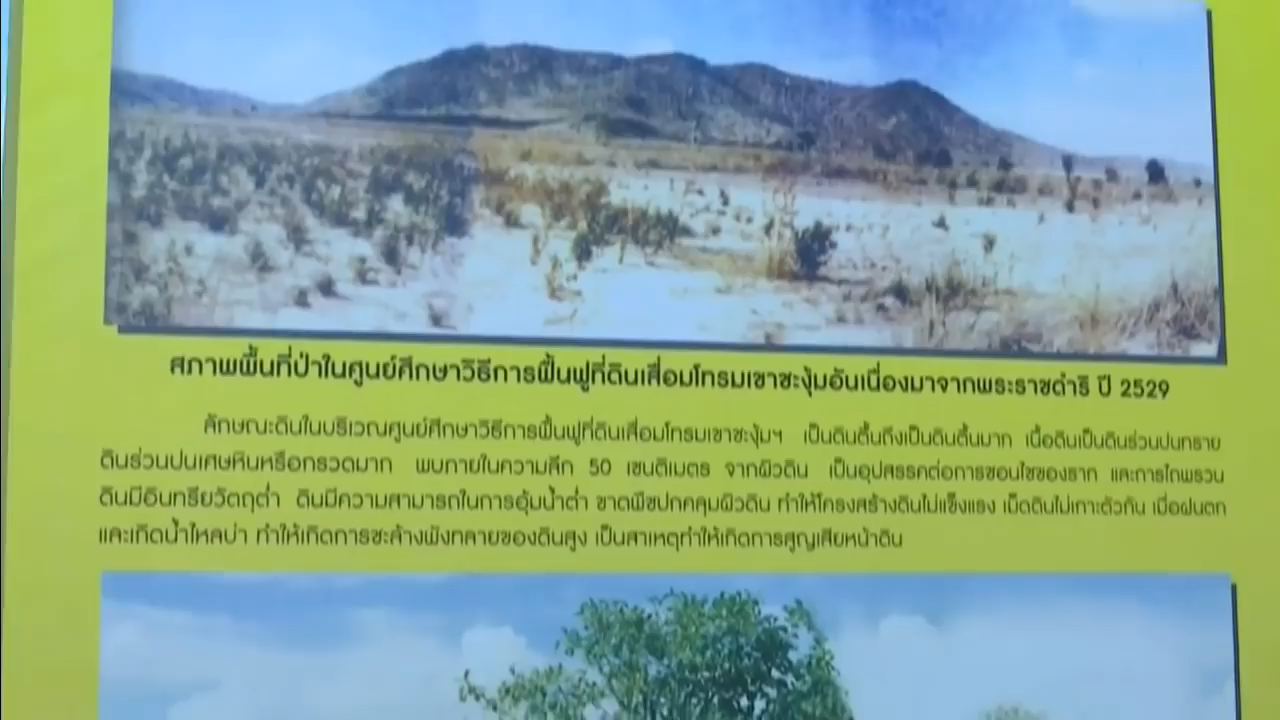 สภาพพื้นที่ป่าในศูนย์ศึกษาวิธีการฟื้นฟูที่ดินเสื่อมโทรมเขาชะงุ้มอันเนื่องมาจากพระราชดำริ ปี 2529
ลักษณะดินในบริเวณศูนย์ศึกษาวิธีการฟื้นฟูที่ดินเสื่อมโทรมเขาชะงุ้มฯ เป็นดินตื้นถึงเป็นดินตื้นมาก เนื้อดินเป็นดินร่วนปนทราย
ดินร่วนปนเศษหินหรือกรวดมาก พบภายในความลึก 50 เซนติเมตร จากผิวดิน เป็นอุปสรรคต่อการชอนไชของราก และการไถพรวน
ดินมีอินทรียวัตถุต่ำ ดินมีความสามารถในการอุ้มน้ำต่ำ ขาดพืชปกคลุมผิวดิน ทำให้โครงสร้างดินไม่แข็งแรง เม็ดดินไม่เกาะตัวกัน เมื่อฝนตก
และเกิดน้ำไหลบ่า ทำให้เกิดการชะล้างพังทลายของดินสูง เป็นสาเหตุทำให้เกิดการสูญเสียหน้าดิน